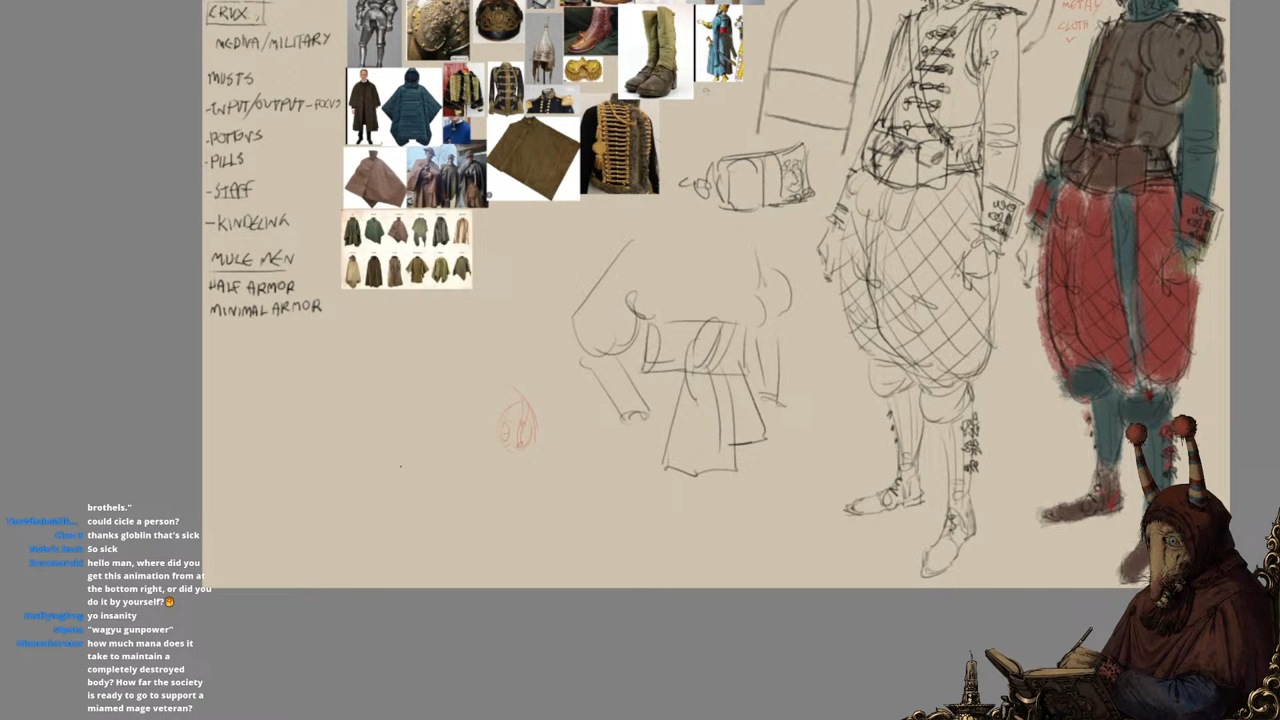 CRUX.
MEDIVA/MILITARY
MUSTS
-INPUT/OUTPUT-FOCUS
-POTIONS
-PILLS
-STAFF
-KINDELING
MULE MEN
HALF ARMOR
MINIMAL ARMOR
METAL
CLOTH
brothels."
could cicle a person?
thanks globlin that's sick
So sick
hello man, where did you
get this animation from at
the bottom right, or did you
do it by yourself?
yo insanity
"wagyu gunpower"
how much mana does it
take to maintain a
completely destroyed
body? How far the society
is ready to go to support a
miamed mage veteran?